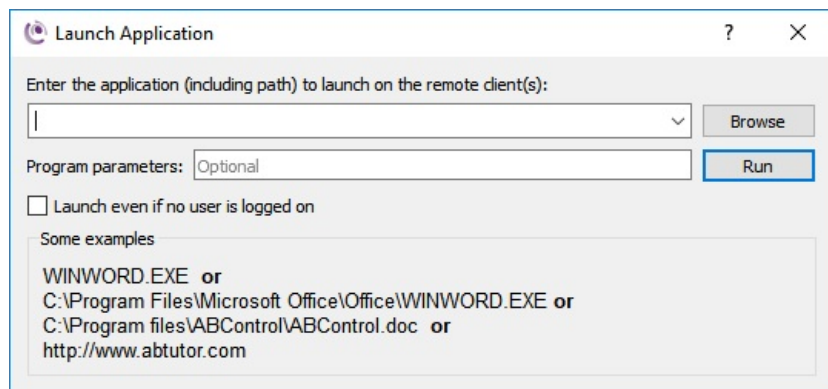 Launch Application
Enter the application (including path) to launch on the remote client(s):
Browse
Program parameters: Optional Run
Launch even if no user is logged on
Some examples
WINWORD.EXE or
C:\Program Files\Microsoft Office\Office\WINWORD.EXE or
C:\Program files\ABControl\ABControl.doc or
http://www.abtutor.com